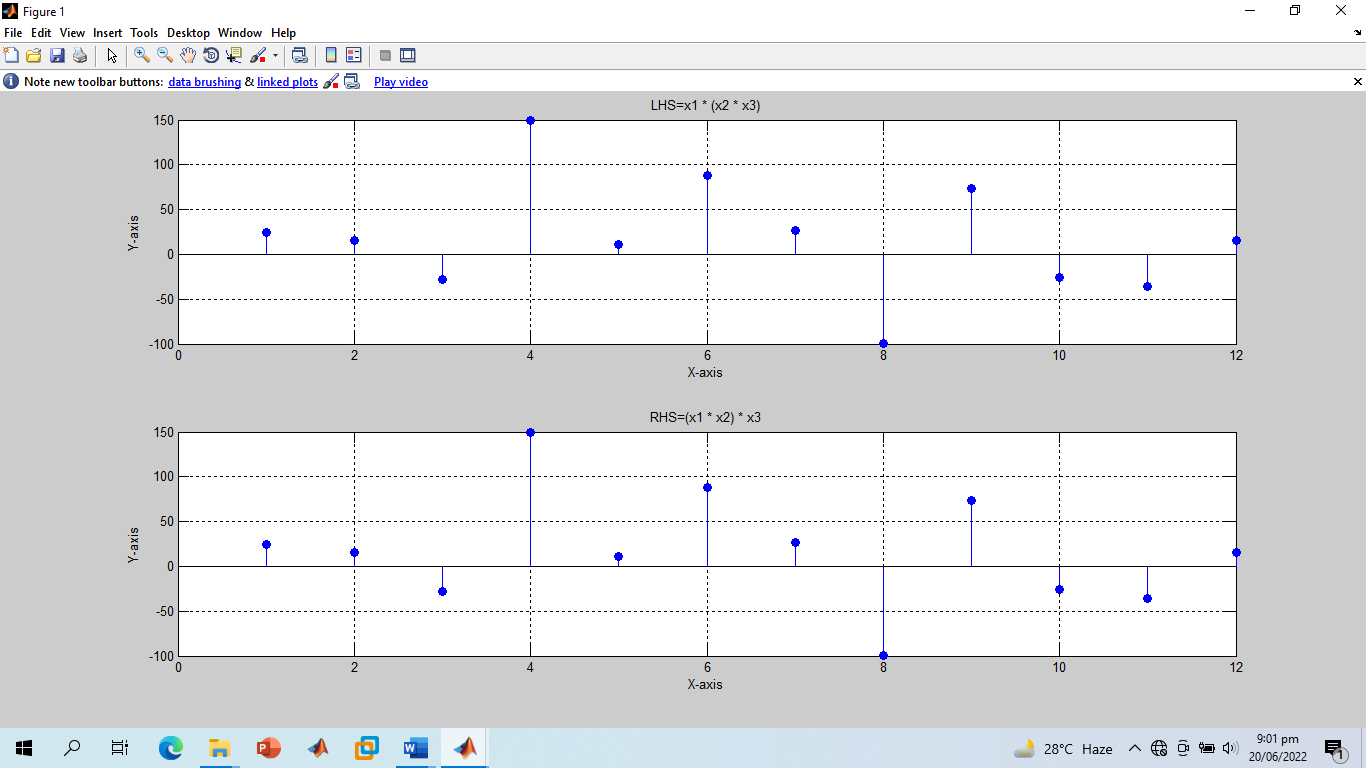 Figure 1
File Edit View Insert Tools Desktop Window Help
Note new toolbar buttons: data brushing & linked plots Play video
LHS=x1 * (x2 * x3)
150
100
50
0
-50
-100
Y-axis
0 2 4 6 8 10 12
X-axis
RHS=(x1 * x2) * x3
150
100
50
0
-50
-100
Y-axis
0 2 4 6 8 10 12
X-axis
28°C Haze
9:01 pm
20/06/2022
1